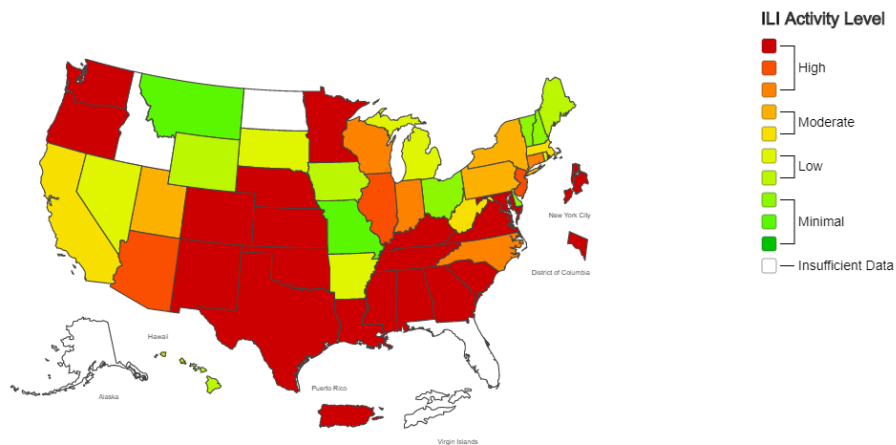 ILI Activity Level
High
Moderate
Low
Minimal
Insufficient Data
New York City
District of Columbia
Hawaii
Alaska
Puerto Rico
Virgin Islands